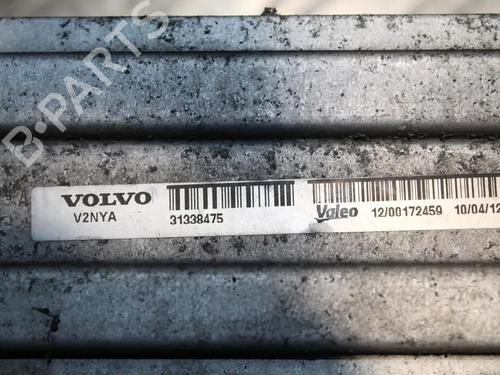 B-PARTS
VOLVO
V2NYA
31338475
Valeo 12/00172459 10/04/12